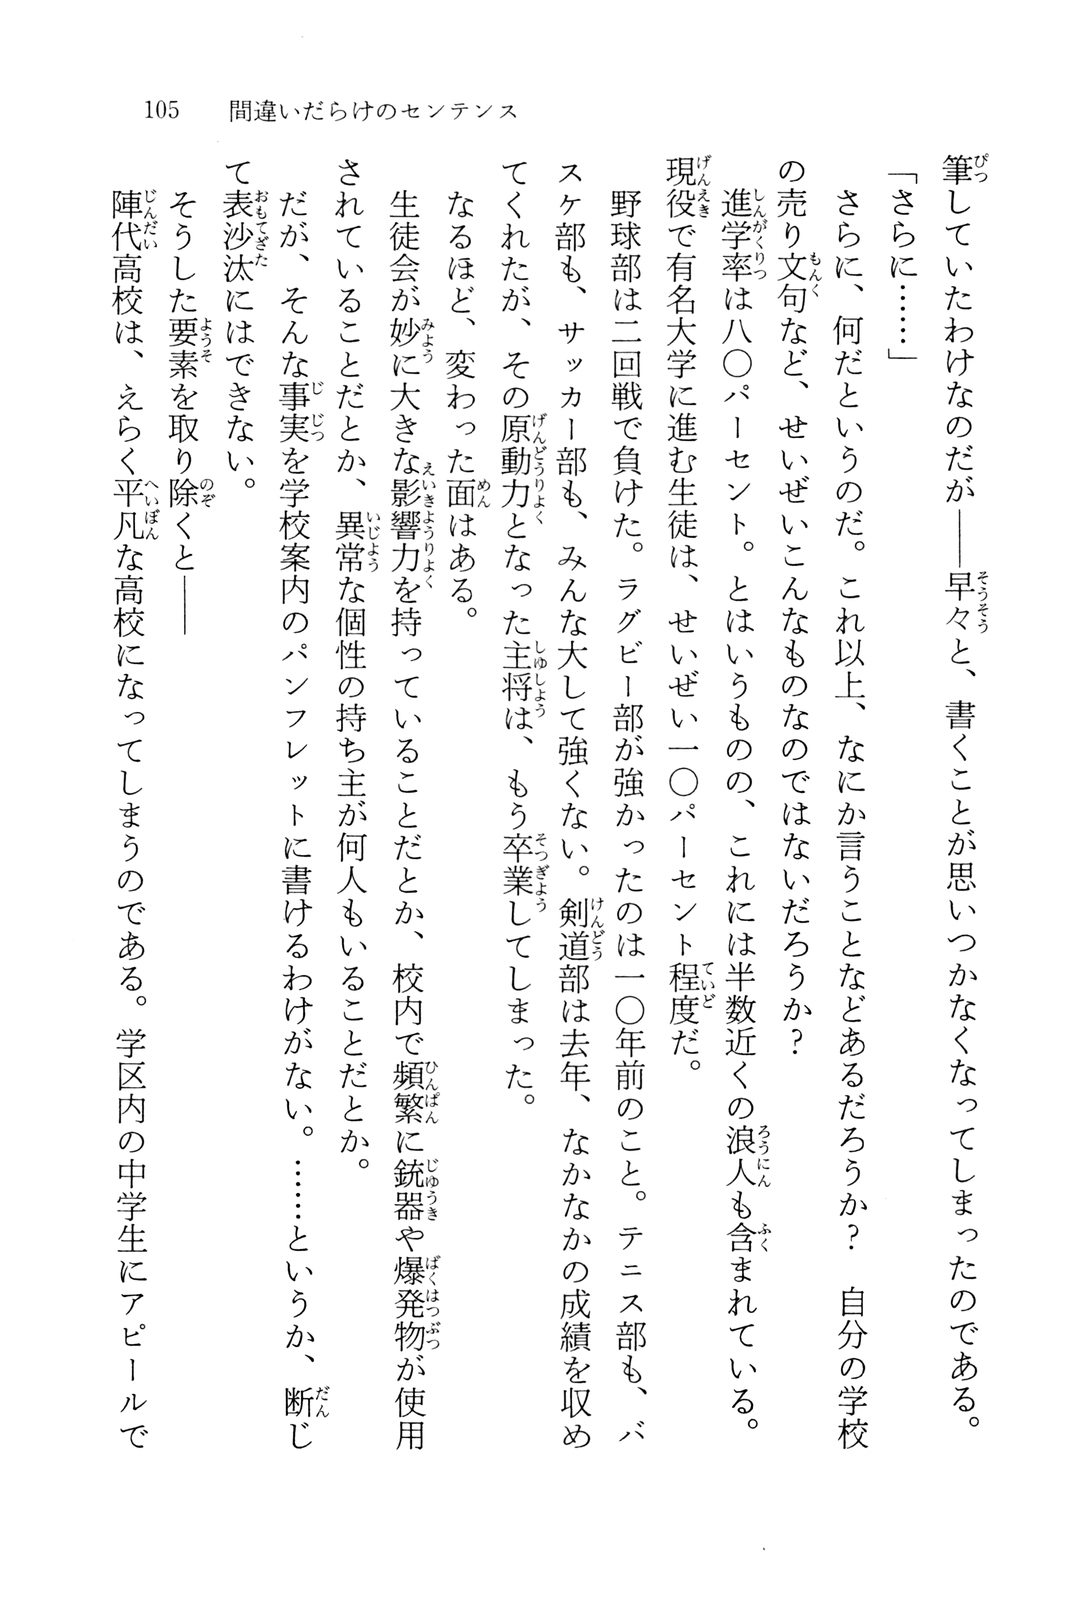 105　間違いだらけのセンテンス
筆していたわけなのだが――早々と、書くことが思いつかなくなってしまったのである。
「さらに……」
さらに、何だというのだ。これ以上、なにか言うことなどあるだろうか？　自分の学校
の売り文句など、せいぜいこんなものなのではないだろうか？
進学率は八〇パーセント。とはいうものの、これには半数近くの浪人も含まれている。
現役で有名大学に進む生徒は、せいぜい一〇パーセント程度だ。
野球部は二回戦で負けた。ラグビー部が強かったのは一〇年前のこと。テニス部も、バ
スケ部も、サッカー部も、みんな大して強くない。剣道部は去年、なかなかの成績を収め
てくれたが、その原動力となった主将は、もう卒業してしまった。
なるほど、変わった面はある。
生徒会が妙に大きな影響力を持っていることだとか、校内で頻繁に銃器や爆発物が使用
されていることだとか、異常な個性の持ち主が何人もいることだとか。
だが、そんな事実を学校案内のパンフレットに書けるわけがない。……というか、断じ
て表沙汰にはできない。
そうした要素を取り除くと――
陣代高校は、えらく平凡な高校になってしまうのである。学区内の中学生にアピールで